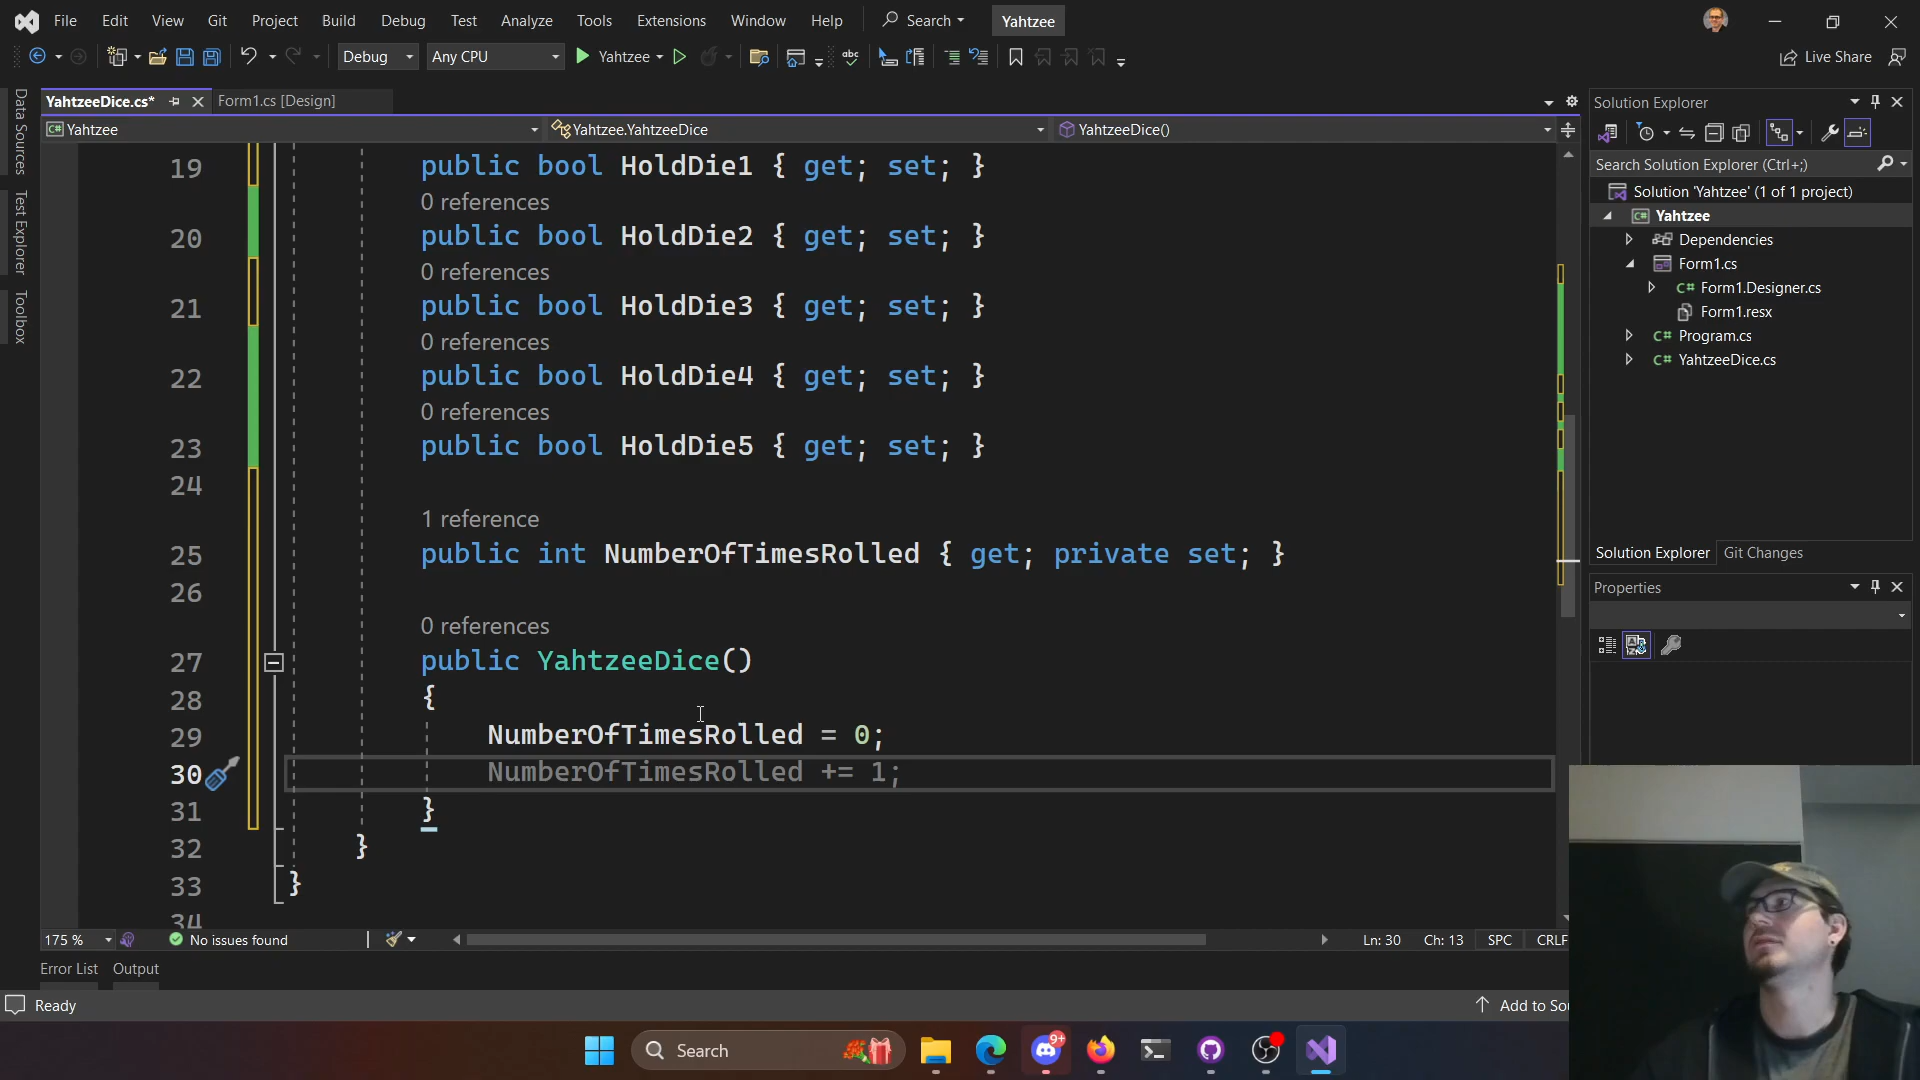 File Edit View Git Project Build Debug Test Analyze Tools Extensions Window Help Search Yahtzee
Debug Any CPU Yahtzee abc Live Share
YahtzeeDice.cs* Form1.cs [Design]
C# Yahtzee Yahtzee.YahtzeeDice YahtzeeDice()
Data Sources
Test Explorer
Toolbox
19 public bool HoldDie1 { get; set; }
0 references
20 public bool HoldDie2 { get; set; }
0 references
21 public bool HoldDie3 { get; set; }
0 references
22 public bool HoldDie4 { get; set; }
0 references
23 public bool HoldDie5 { get; set; }
24
1 reference
25 public int NumberOfTimesRolled { get; private set; }
26
0 references
27 public YahtzeeDice()
28 {
29 NumberOfTimesRolled = 0;
30 NumberOfTimesRolled += 1;
31 }
32 }
33 }
34
175 % No issues found Ln: 30 Ch: 13 SPC CRLF
Error List Output
Ready Add to Sou
Solution Explorer
Search Solution Explorer (Ctrl+;)
Solution 'Yahtzee' (1 of 1 project)
C# Yahtzee
Dependencies
Form1.cs
C# Form1.Designer.cs
Form1.resx
C# Program.cs
C# YahtzeeDice.cs
Solution Explorer Git Changes
Properties
Search 9+